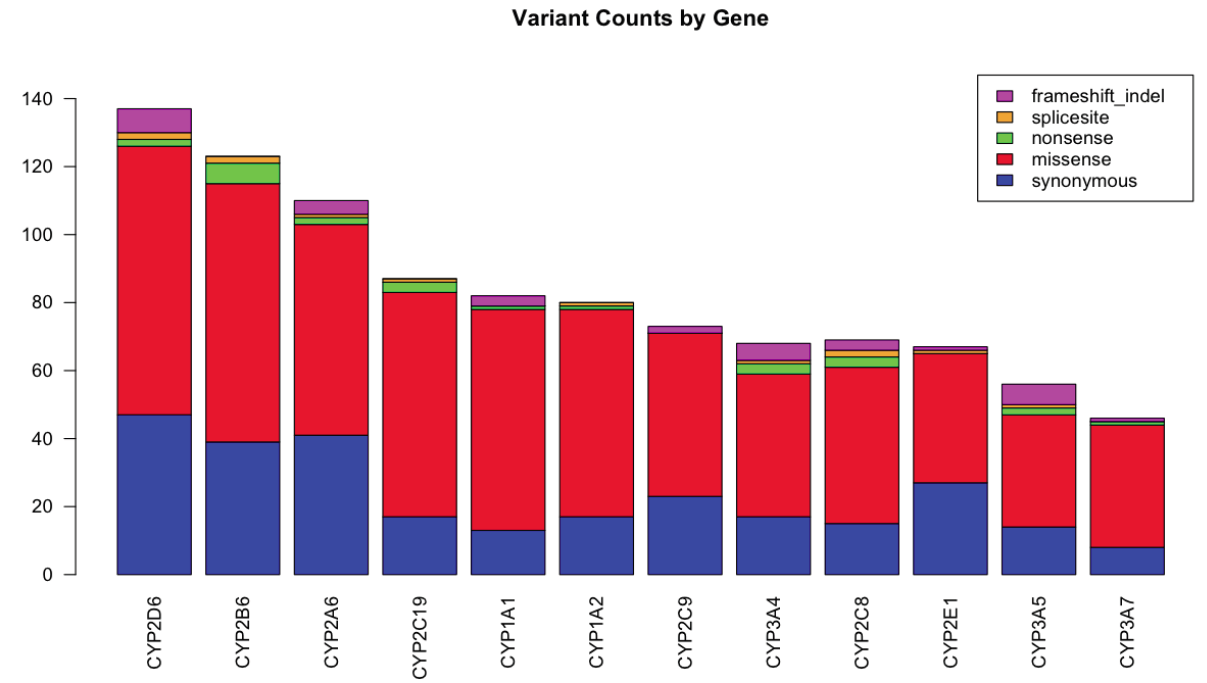 Variant Counts by Gene
frameshift_indel
splicesite
nonsense
missense
synonymous
140
120
100
80
60
40
20
0
CYP2D6
CYP2B6
CYP2A6
CYP2C19
CYP1A1
CYP1A2
CYP2C9
CYP3A4
CYP2C8
CYP2E1
CYP3A5
CYP3A7